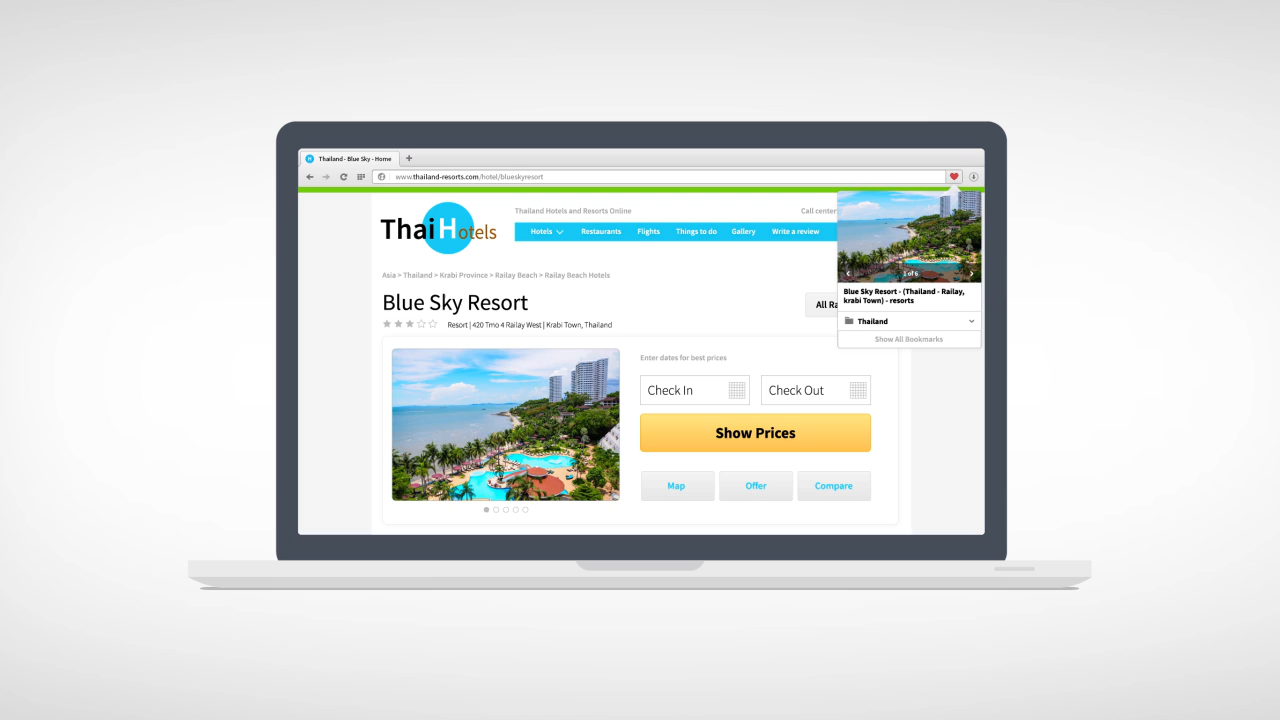 Thailand - Blue Sky - Home
www.thailand-resorts.com/hotel/blueskyresort
ThaiHotels
Thailand Hotels and Resorts Online
Call center
Hotels
Restaurants
Flights
Things to do
Gallery
Write a review
1 of 6
Blue Sky Resort - (Thailand - Railay,
krabi Town) - resorts
Thailand
Show All Bookmarks
Asia > Thailand > Krabi Province > Railay Beach > Railay Beach Hotels
Blue Sky Resort
All Ra
Resort | 420 Tmo 4 Railay West | Krabi Town, Thailand
Enter dates for best prices
Check In
Check Out
Show Prices
Map
Offer
Compare